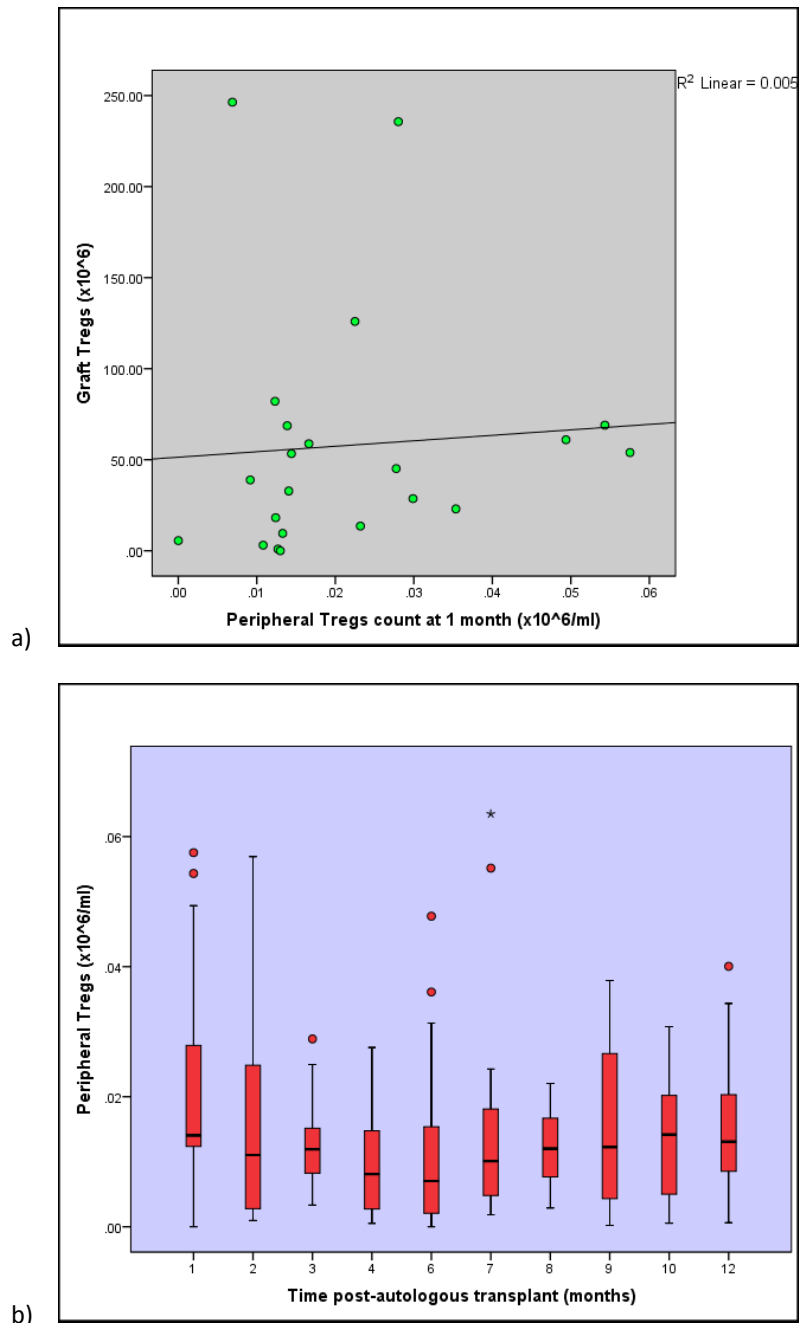 R² Linear = 0.005
250.00
200.00
150.00
100.00
50.00
.00
Graft Tregs (x10^6)
.00 .01 .02 .03 .04 .05 .06
Peripheral Tregs count at 1 month (x10^6/ml)
a)
.06
.04
.02
.00
Peripheral Tregs (x10^6/ml)
*
1 2 3 4 6 7 8 9 10 12
Time post-autologous transplant (months)
b)